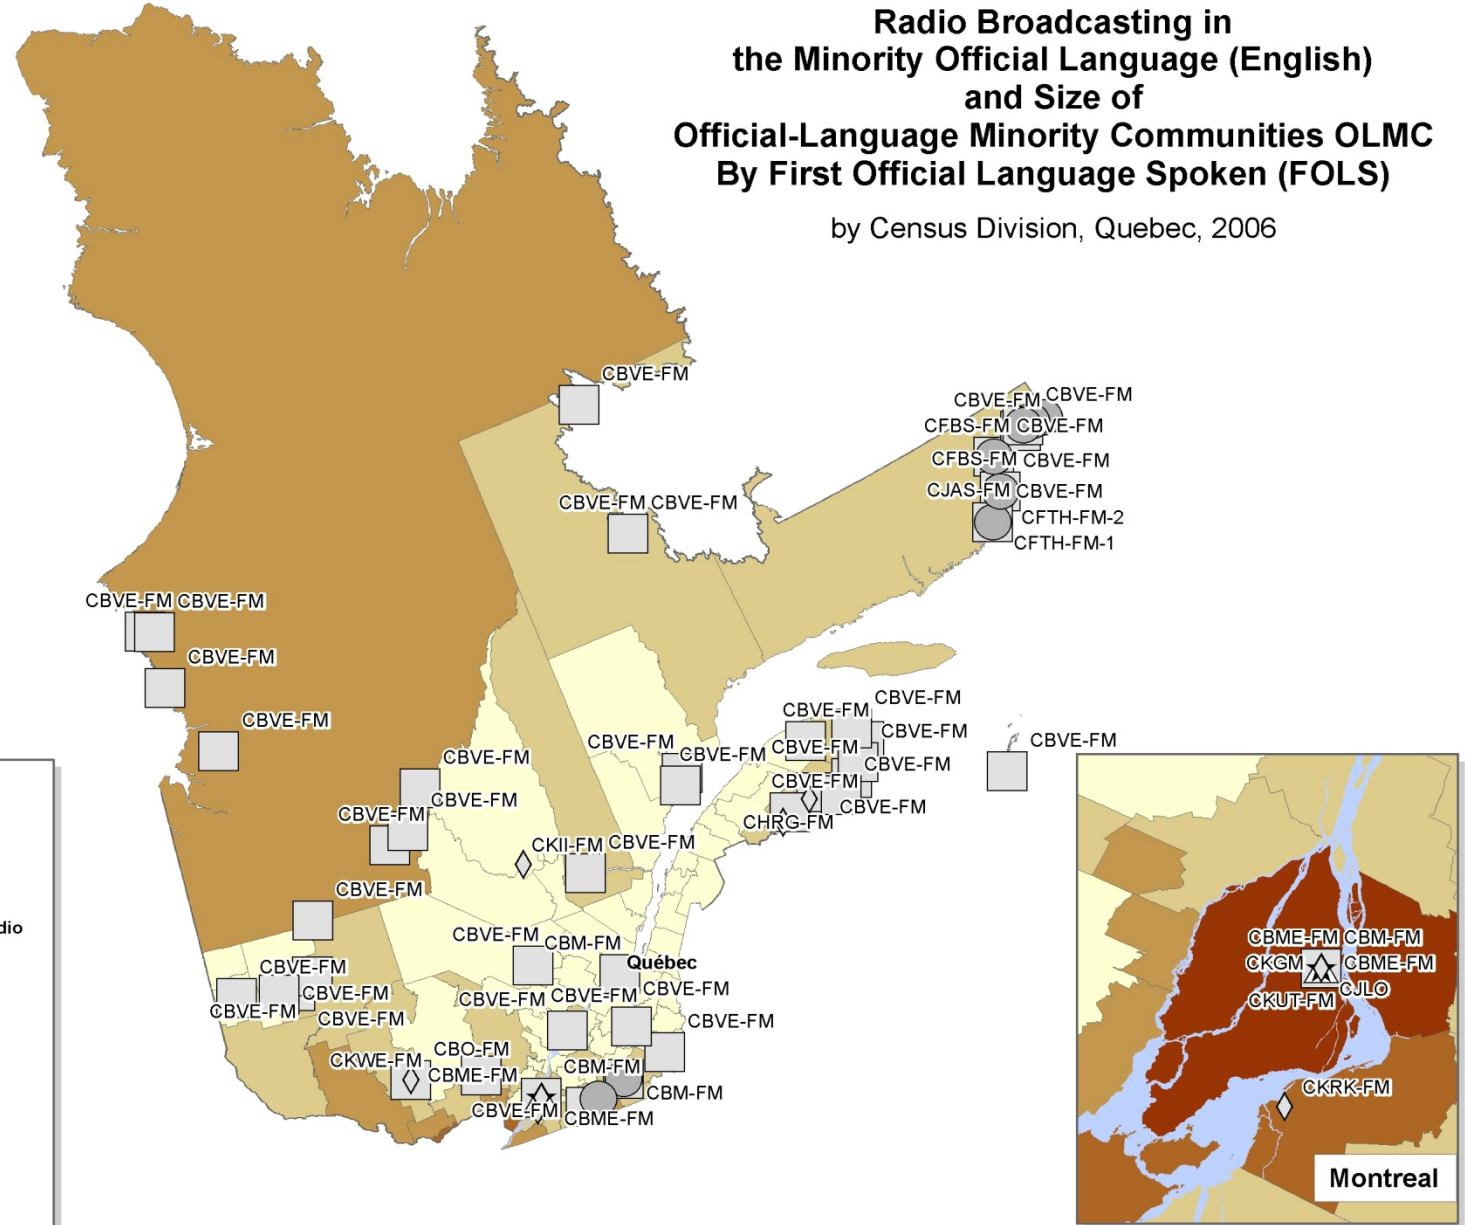 Radio Broadcasting in
the Minority Official Language (English)
and Size of
Official-Language Minority Communities OLMC
By First Official Language Spoken (FOLS)
by Census Division, Quebec, 2006
CBVE-FM
CBVE-FM CBVE-FM
CFBS-FM CBVE-FM
CFBS-FM CBVE-FM
CJAS-FM CBVE-FM
CFTH-FM-2
CFTH-FM-1
CBVE-FM CBVE-FM
CBVE-FM CBVE-FM
CBVE-FM
CBVE-FM
CBVE-FM
CBVE-FM
CBVE-FM
CBVE-FM CBVE-FM
CBVE-FM
CBVE-FM
CBVE-FM
CBVE-FM
CBVE-FM
CBVE-FM
CBVE-FM
CBVE-FM
CBVE-FM
CHRG-FM
CKII-FM CBVE-FM
CBVE-FM
dio
CBVE-FM CBM-FM
Québec
CBVE-FM
CBVE-FM
CBVE-FM CBVE-FM
CBVE-FM
CBVE-FM
CBVE-FM
CBVE-FM
CBO-FM
CKWE-FM
CBME-FM
CBM-FM
CBM-FM
CBVE-FM
CBME-FM
CBME-FM CBM-FM
CKGM CBME-FM
CJLO
CKUT-FM
CKRK-FM
Montreal